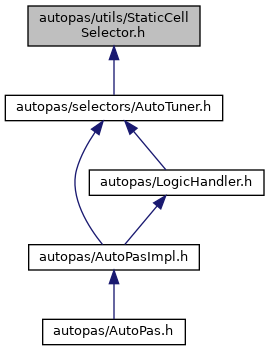 autopas/utils/StaticCell
Selector.h
autopas/selectors/AutoTuner.h
autopas/LogicHandler.h
autopas/AutoPasImpl.h
autopas/AutoPas.h